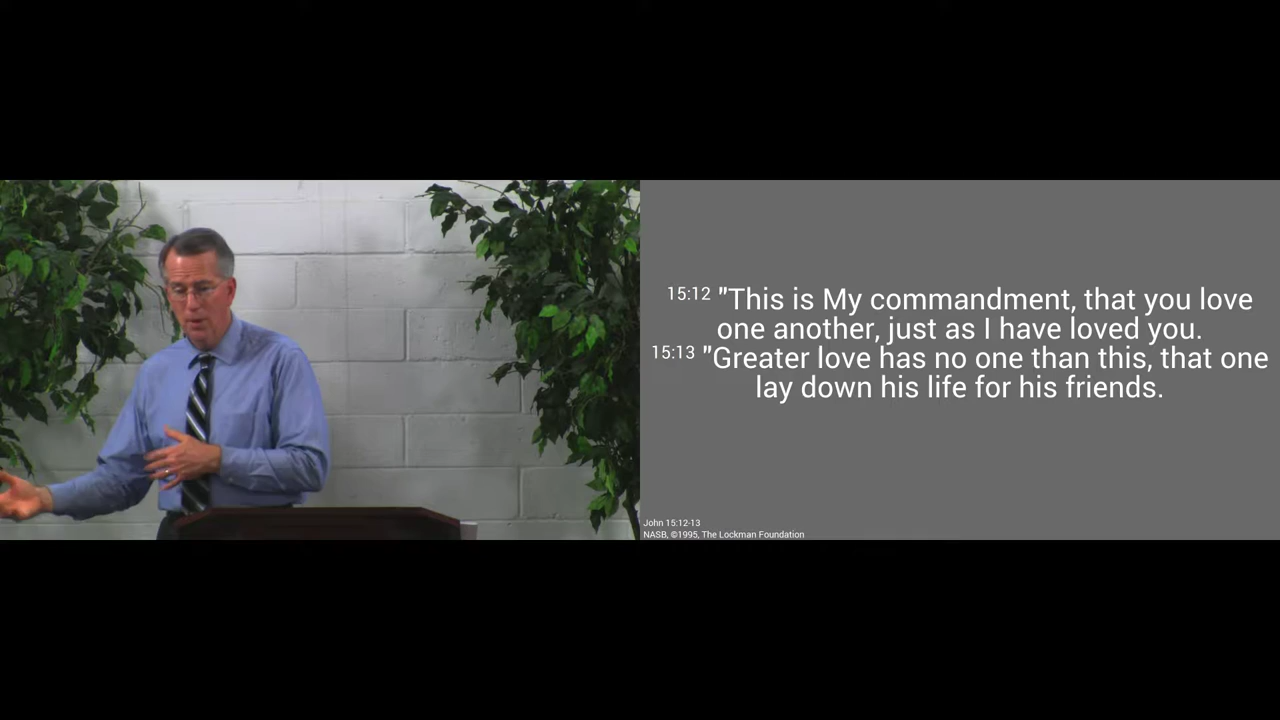 15:12 "This is My commandment, that you love
one another, just as I have loved you.
15:13 "Greater love has no one than this, that one
lay down his life for his friends.
John 15:12-13
NASB, ©1995, The Lockman Foundation